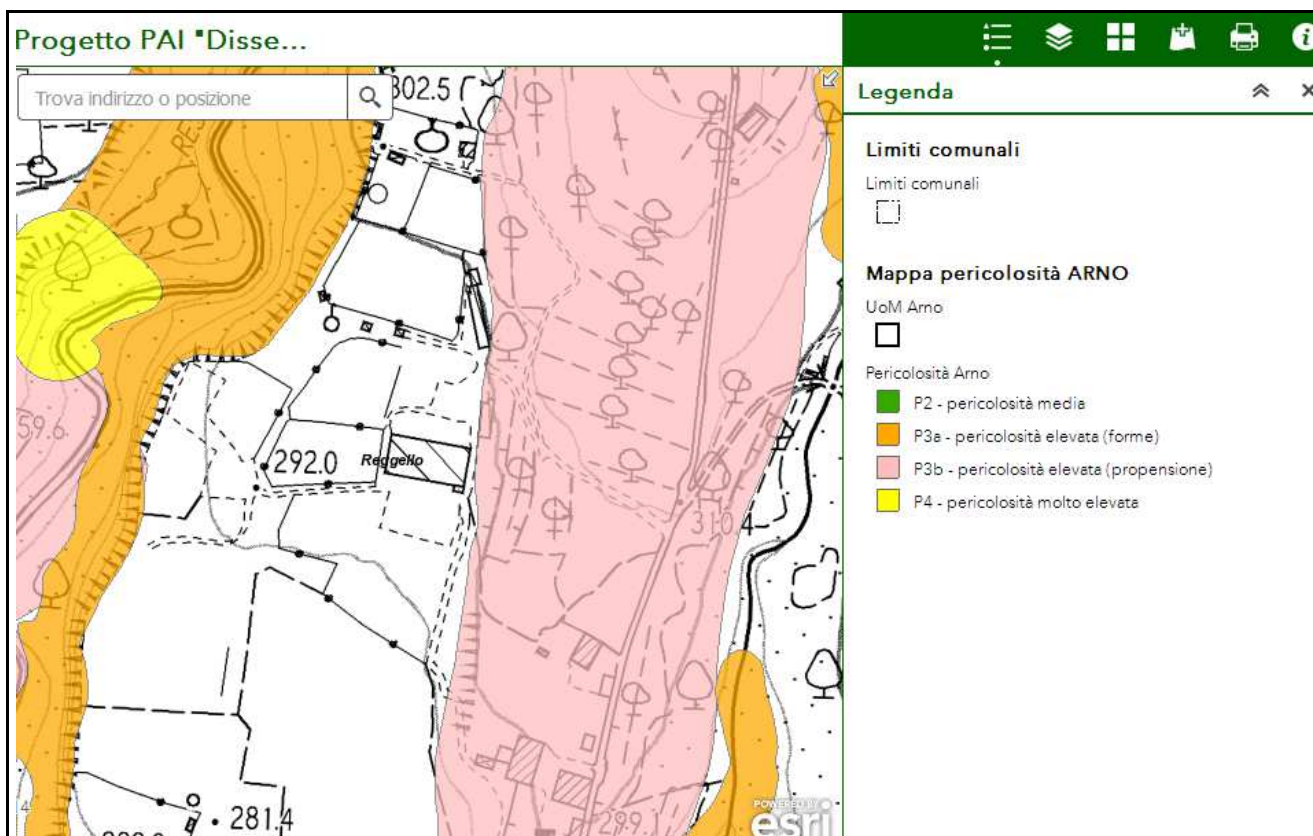 Progetto PAI "Disse...
Trova indirizzo o posizione
302.5
RES
59.6
292.0
Reggello
310.4
281.4
299.1
POWERED BY
esri
Legenda
Limiti comunali
Limiti comunali
Mappa pericolosità ARNO
UoM Arno
Pericolosità Arno
P2 - pericolosità media
P3a - pericolosità elevata (forme)
P3b - pericolosità elevata (propensione)
P4 - pericolosità molto elevata